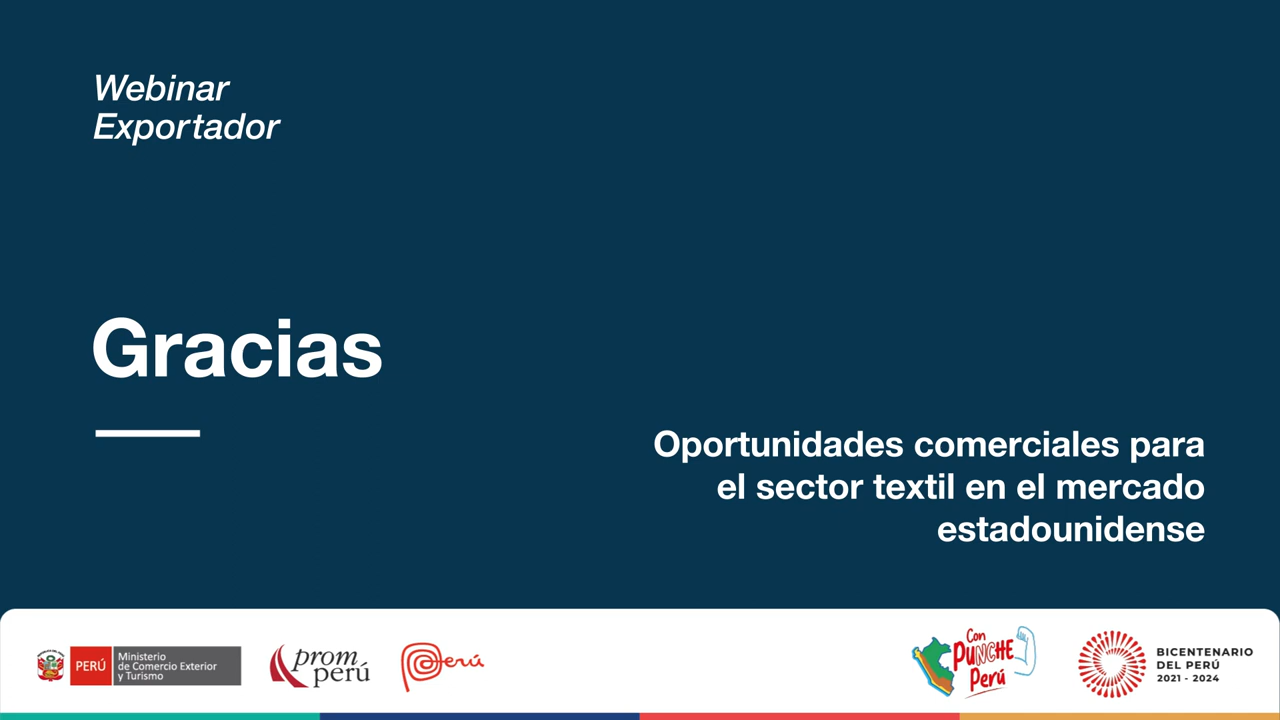 Webinar
Exportador
Gracias
Oportunidades comerciales para
el sector textil en el mercado
estadounidense
PERÚ
Ministerio
de Comercio Exterior
y Turismo
prom
perú
Perú
Con
PUNCHE
Perú
BICENTENARIO
DEL PERÚ
2021 - 2024